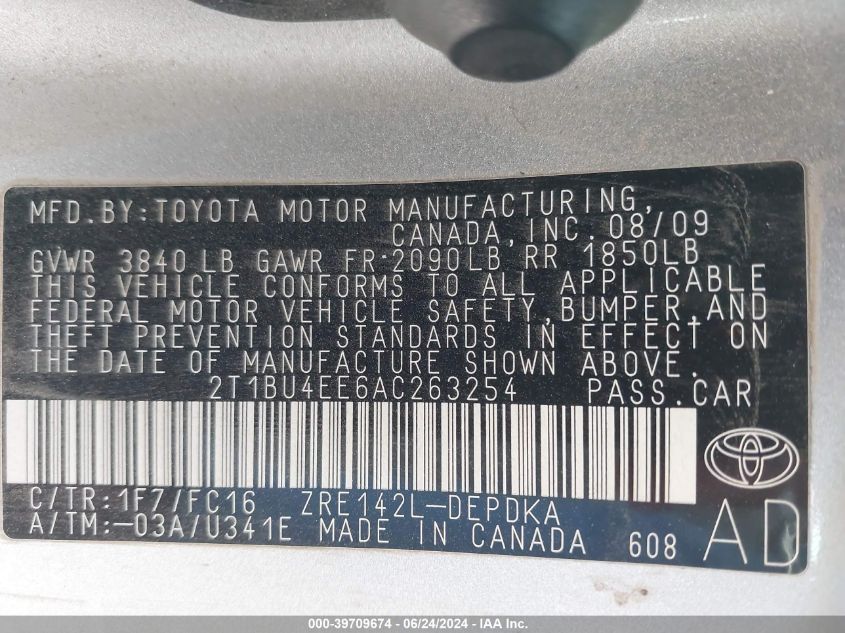 MFD.BY:TOYOTA MOTOR MANUFACTURING,
CANADA,INC. 08/09
GVWR 3840 LB GAWR FR 2090LB RR 1850LB
THIS VEHICLE CONFORMS TO ALL APPLICABLE
FEDERAL MOTOR VEHICLE SAFETY,BUMPER,AND
THEFT PREVENTION STANDARDS IN EFFECT ON
THE DATE OF MANUFACTURE SHOWN ABOVE.
2T1BU4EE6AC263254 PASS.CAR
C/TR:1F7/FC16 ZRE142L-DEPDKA
A/TM:-03A/U341E MADE IN CANADA 608 AD
000-39709674 - 06/24/2024 - IAA Inc.